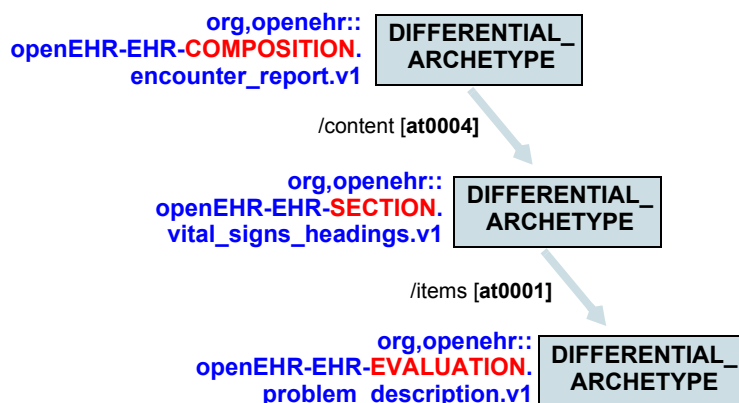 org,openehr::
openEHR-EHR-COMPOSITION.
encounter_report.v1
DIFFERENTIAL_
ARCHETYPE
/content [at0004]
org,openehr::
openEHR-EHR-SECTION.
vital_signs_headings.v1
DIFFERENTIAL_
ARCHETYPE
/items [at0001]
org,openehr::
openEHR-EHR-EVALUATION.
problem_description.v1
DIFFERENTIAL_
ARCHETYPE